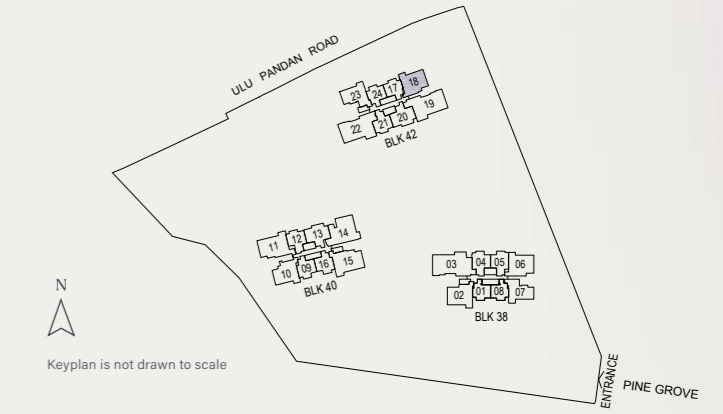 ULU PANDAN ROAD
23 24 17 18
22 21 20 19
BLK 42
11 12 13 14
10 09 16 15
BLK 40
03 04 05 06
02 01 08 07
BLK 38
N
Keyplan is not drawn to scale
ENTRANCE
PINE GROVE